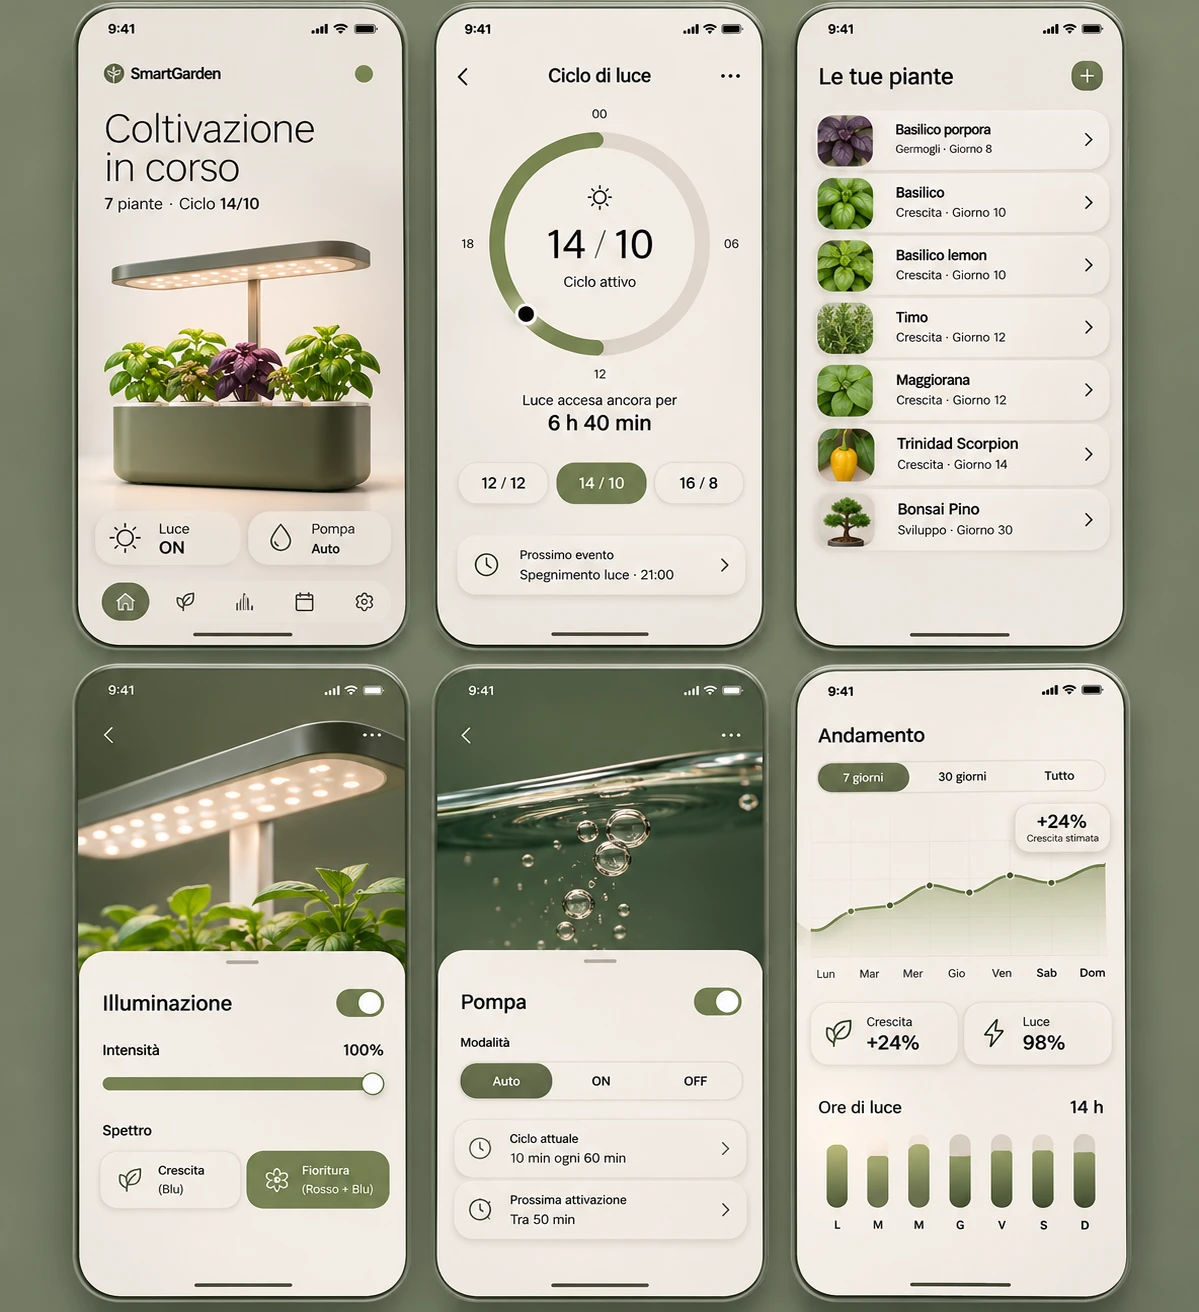 9:41
SmartGarden
Coltivazione
in corso
7 piante · Ciclo 14/10
Luce
ON
Pompa
Auto
9:41
Ciclo di luce
00
18
06
14 / 10
Ciclo attivo
12
Luce accesa ancora per
6 h 40 min
12 / 12
14 / 10
16 / 8
Prossimo evento
Spegnimento luce · 21:00
9:41
Le tue piante
Basilico porpora
Germogli · Giorno 8
Basilico
Crescita · Giorno 10
Basilico lemon
Crescita · Giorno 10
Timo
Crescita · Giorno 12
Maggiorana
Crescita · Giorno 12
Trinidad Scorpion
Crescita · Giorno 14
Bonsai Pino
Sviluppo · Giorno 30
9:41
Illuminazione
Intensità
100%
Spettro
Crescita
(Blu)
Fioritura
(Rosso + Blu)
9:41
Pompa
Modalità
Auto
ON
OFF
Ciclo attuale
10 min ogni 60 min
Prossima attivazione
Tra 50 min
9:41
Andamento
7 giorni
30 giorni
Tutto
+24%
Crescita stimata
Lun
Mar
Mer
Gio
Ven
Sab
Dom
Crescita
+24%
Luce
98%
Ore di luce
14 h
L
M
M
G
V
S
D